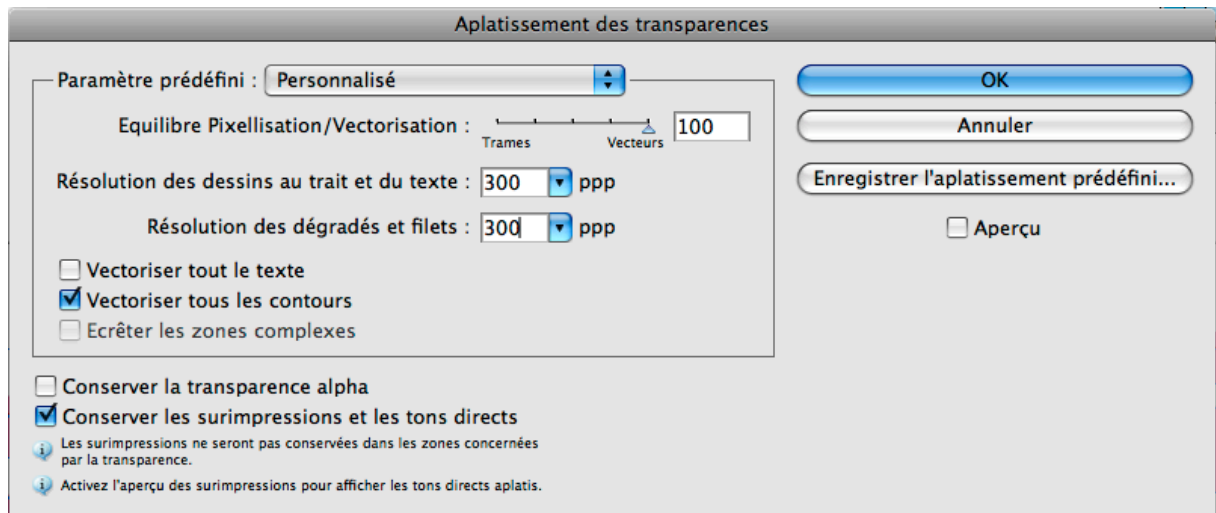 Aplatissement des transparences
Paramètre prédéfini : Personnalisé
OK
Equilibre Pixellisation/Vectorisation : 100
Trames Vecteurs
Annuler
Résolution des dessins au trait et du texte : 300 ppp
Enregistrer l'aplatissement prédéfini...
Résolution des dégradés et filets : 300 ppp
Aperçu
Vectoriser tout le texte
Vectoriser tous les contours
Ecrêter les zones complexes
Conserver la transparence alpha
Conserver les surimpressions et les tons directs
Les surimpressions ne seront pas conservées dans les zones concernées
par la transparence.
Activez l'aperçu des surimpressions pour afficher les tons directs aplatis.